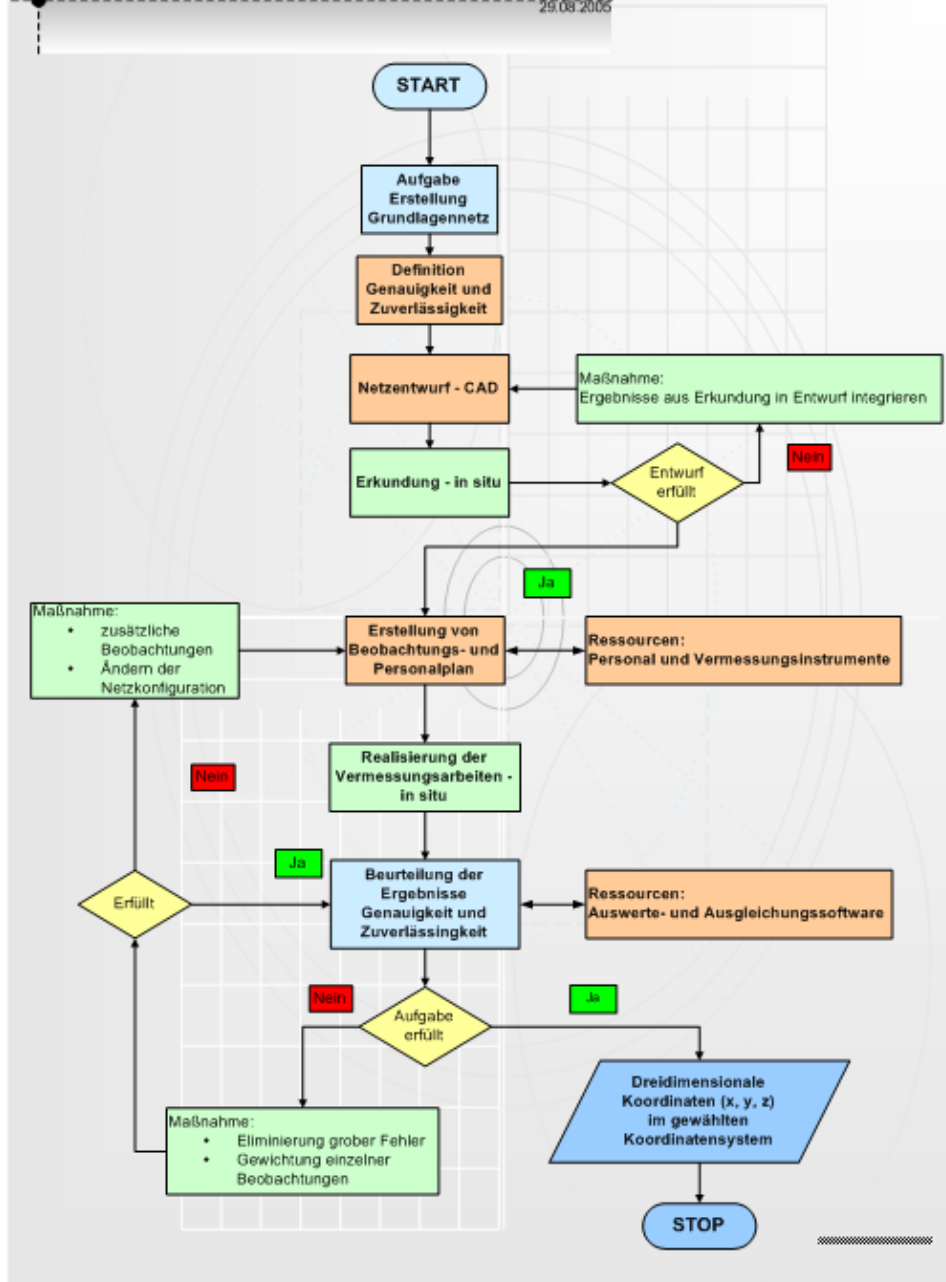 29.08.2005
START
Aufgabe
Erstellung
Grundlagennetz
Definition
Genauigkeit und
Zuverlässigkeit
Netzentwurf - CAD
Maßnahme:
Ergebnisse aus Erkundung in Entwurf integrieren
Erkundung - in situ
Entwurf
erfüllt
Nein
Ja
Maßnahme:
• zusätzliche
Beobachtungen
• Ändern der
Netzkonfiguration
Erstellung von
Beobachtungs- und
Personalplan
Ressourcen:
Personal und Vermessungsinstrumente
Nein
Realisierung der
Vermessungsarbeiten -
in situ
Ja
Erfüllt
Beurteilung der
Ergebnisse
Genauigkeit und
Zuverlässingkeit
Ressourcen:
Auswerte- und Ausgleichungssoftware
Nein
Aufgabe
erfüllt
Ja
Maßnahme:
• Eliminierung grober Fehler
• Gewichtung einzelner
Beobachtungen
Dreidimensionale
Koordinaten (x, y, z)
im gewählten
Koordinatensystem
STOP